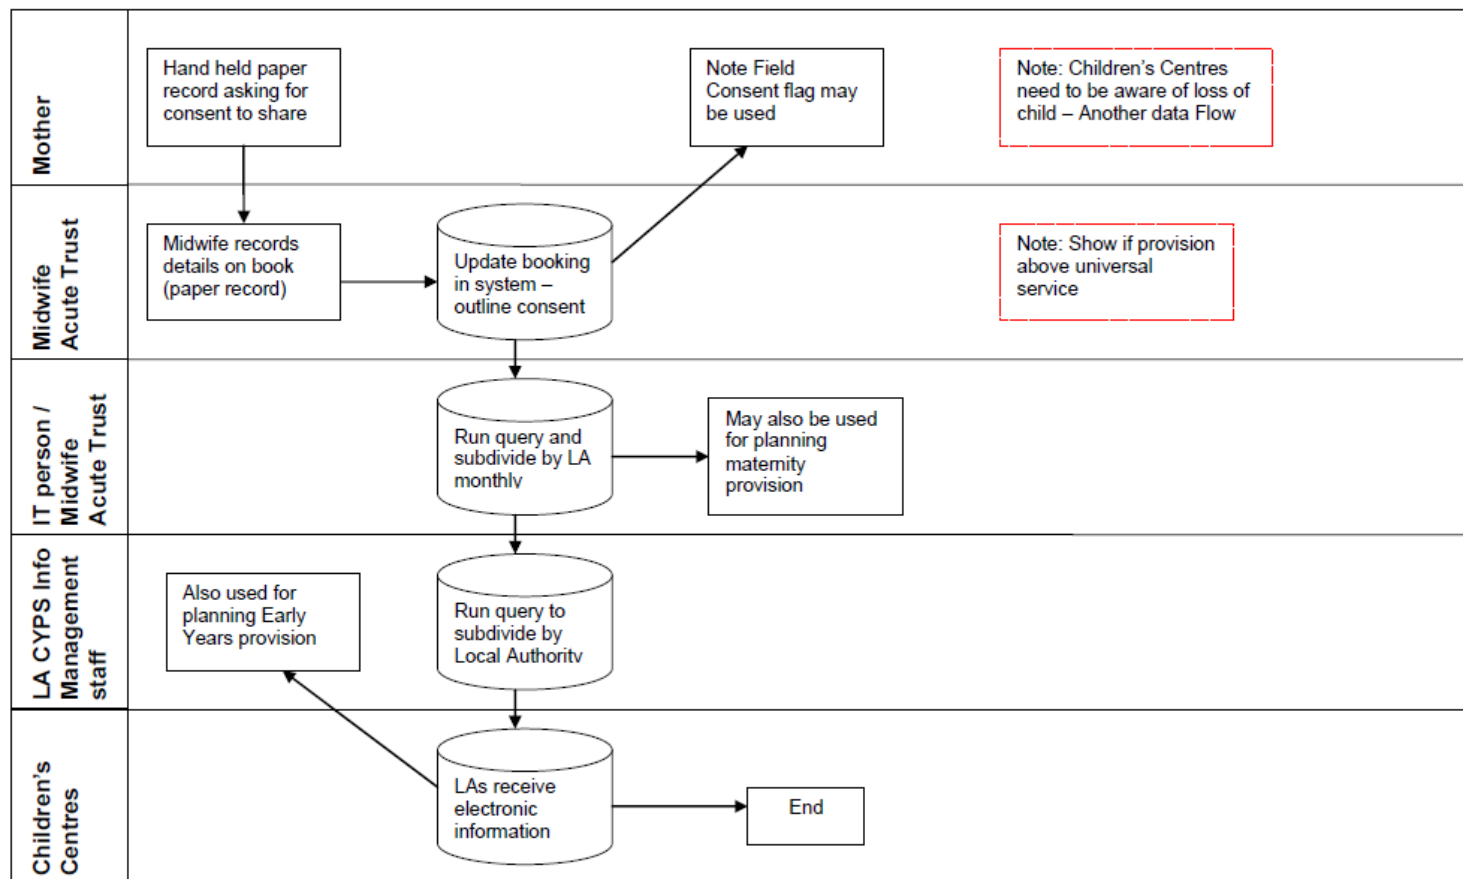 Mother
Hand held paper
record asking for
consent to share
Note Field
Consent flag may
be used
Note: Children's Centres
need to be aware of loss of
child – Another data Flow
Midwife
Acute Trust
Midwife records
details on book
(paper record)
Update booking
in system –
outline consent
Note: Show if provision
above universal
service
IT person /
Midwife
Acute Trust
Run query and
subdivide by LA
monthly
May also be used
for planning
maternity
provision
LA CYPS Info
Management
staff
Also used for
planning Early
Years provision
Run query to
subdivide by
Local Authority
Children's
Centres
LAs receive
electronic
information
End